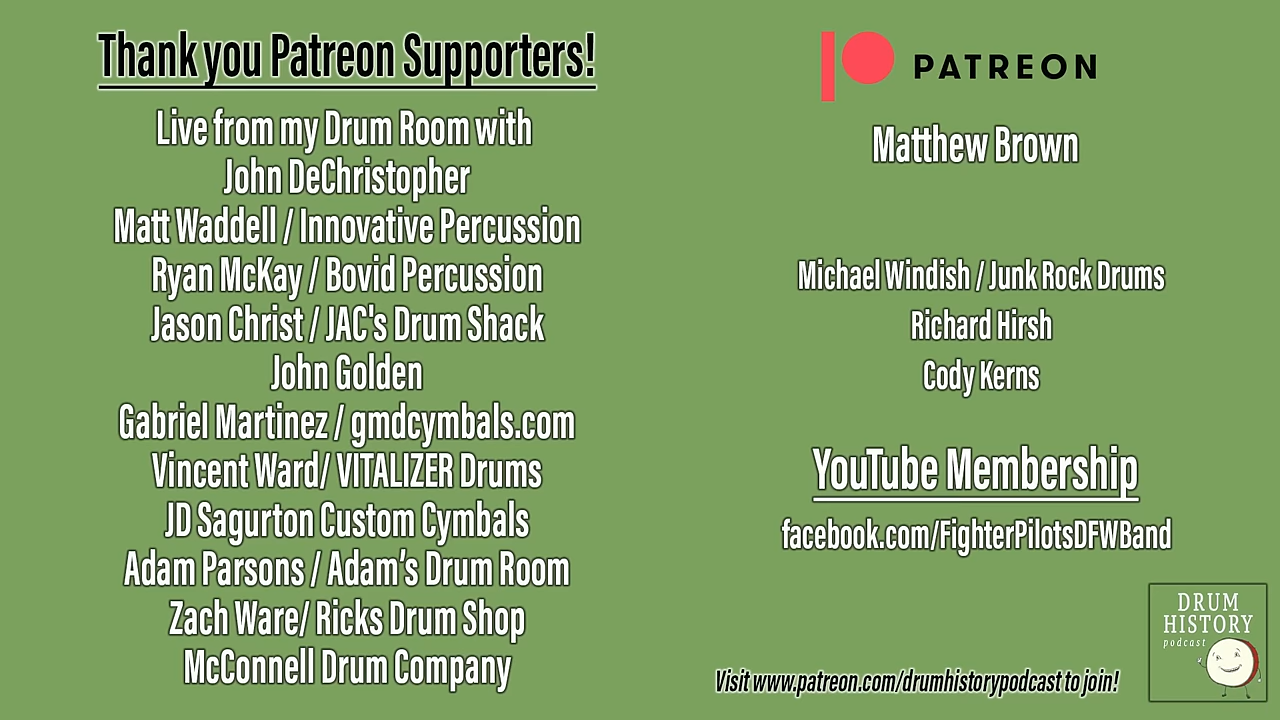 Thank you Patreon Supporters!
Live from my Drum Room with
John DeChristopher
Matt Waddell / Innovative Percussion
Ryan McKay / Bovid Percussion
Jason Christ / JAC's Drum Shack
John Golden
Gabriel Martinez / gmdcymbals.com
Vincent Ward/ VITALIZER Drums
JD Sagurton Custom Cymbals
Adam Parsons / Adam’s Drum Room
Zach Ware/ Ricks Drum Shop
McConnell Drum Company
PATREON
Matthew Brown
Michael Windish / Junk Rock Drums
Richard Hirsh
Cody Kerns
YouTube Membership
facebook.com/FighterPilotsDFWBand
Visit www.patreon.com/drumhistorypodcast to join!
DRUM
HISTORY
podcast